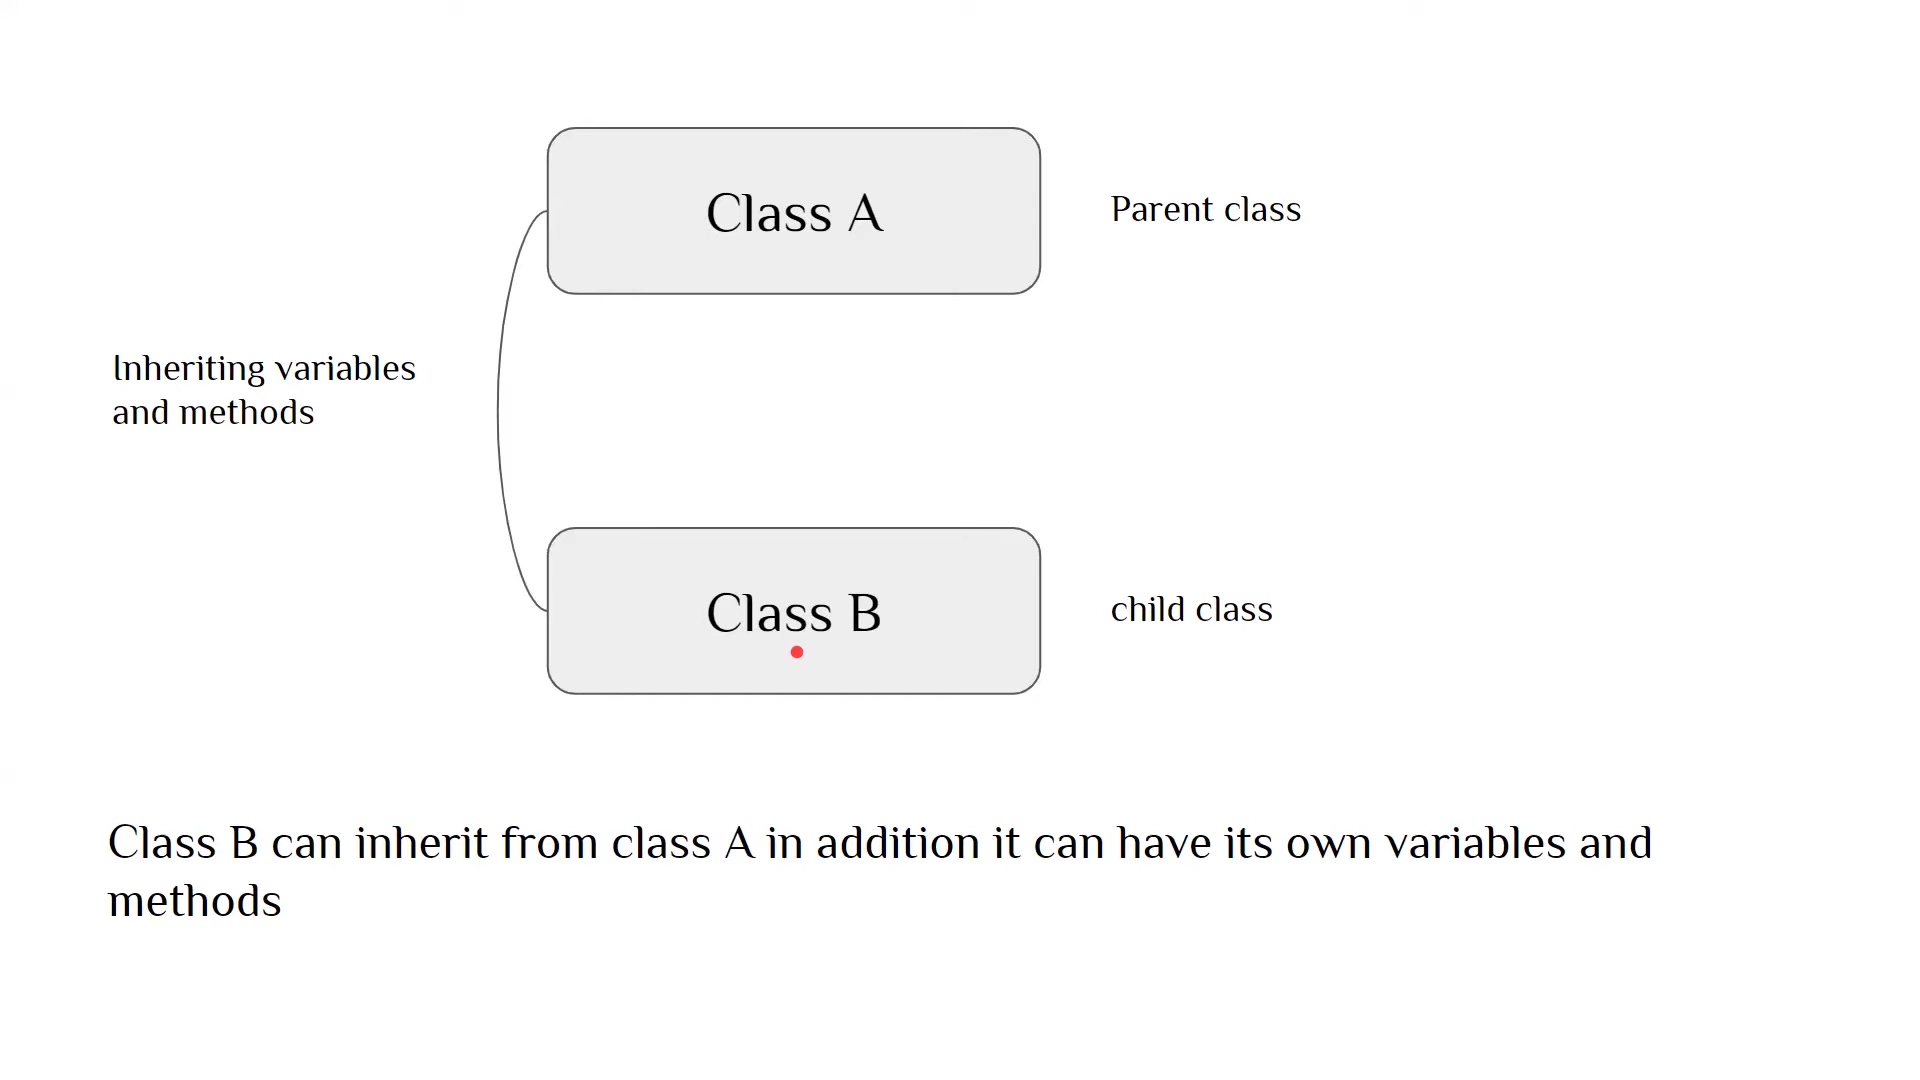 Class A
Parent class
Inheriting variables
and methods
Class B
child class
Class B can inherit from class A in addition it can have its own variables and
methods